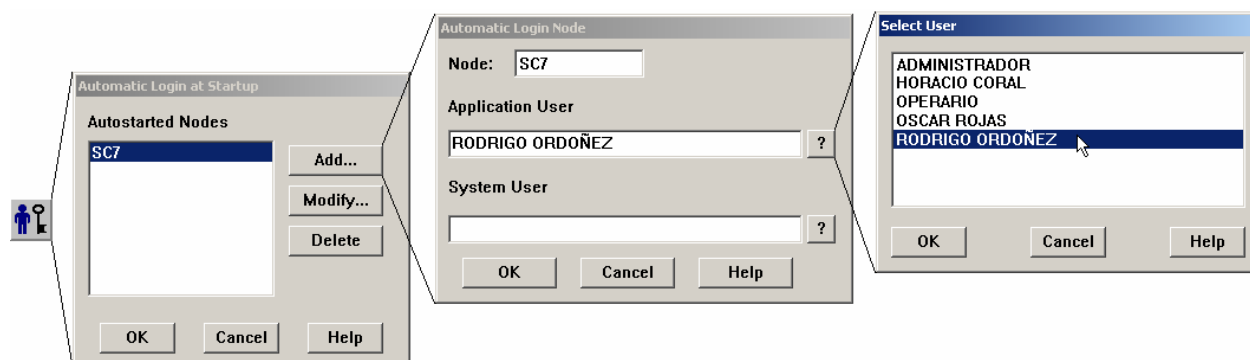 Automatic Login at Startup
Autostarted Nodes
SC7
Add...
Modify...
Delete
OK Cancel Help
Automatic Login Node
Node: SC7
Application User
RODRIGO ORDOÑEZ ?
System User
?
OK Cancel Help
Select User
ADMINISTRADOR
HORACIO CORAL
OPERARIO
OSCAR ROJAS
RODRIGO ORDOÑEZ
OK Cancel Help